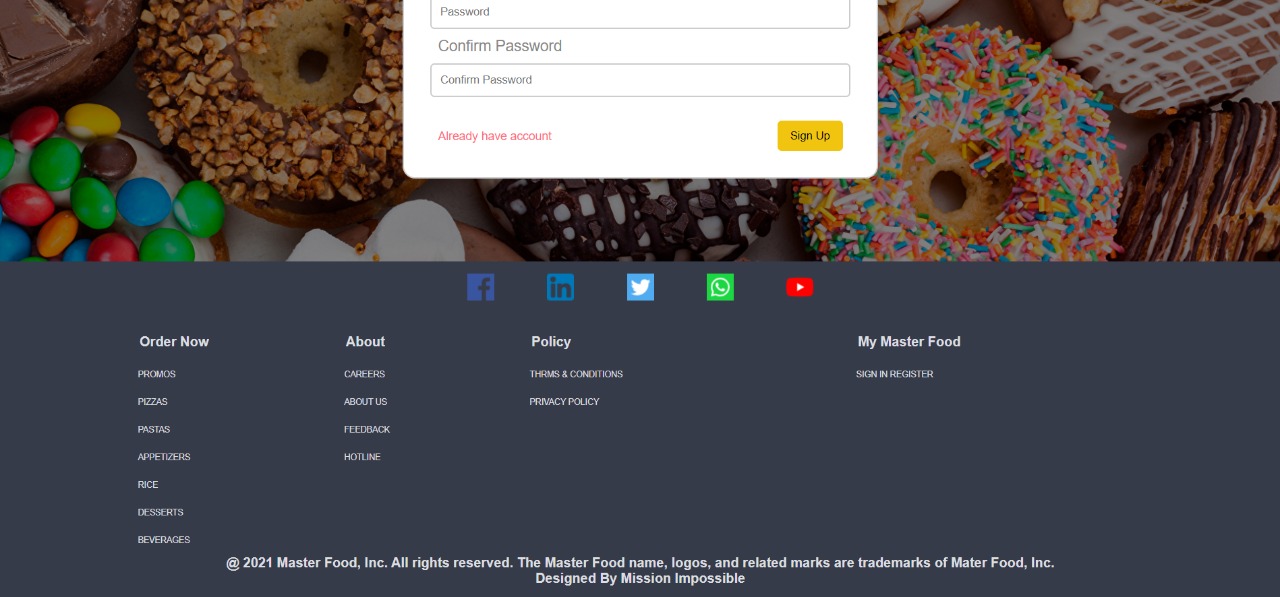 Password
Confirm Password
Confirm Password
Already have account
Sign Up
Order Now
PROMOS
PIZZAS
PASTAS
APPETIZERS
RICE
DESSERTS
BEVERAGES
About
CAREERS
ABOUT US
FEEDBACK
HOTLINE
Policy
THRMS & CONDITIONS
PRIVACY POLICY
My Master Food
SIGN IN REGISTER
@ 2021 Master Food, Inc. All rights reserved. The Master Food name, logos, and related marks are trademarks of Mater Food, Inc.
Designed By Mission Impossible